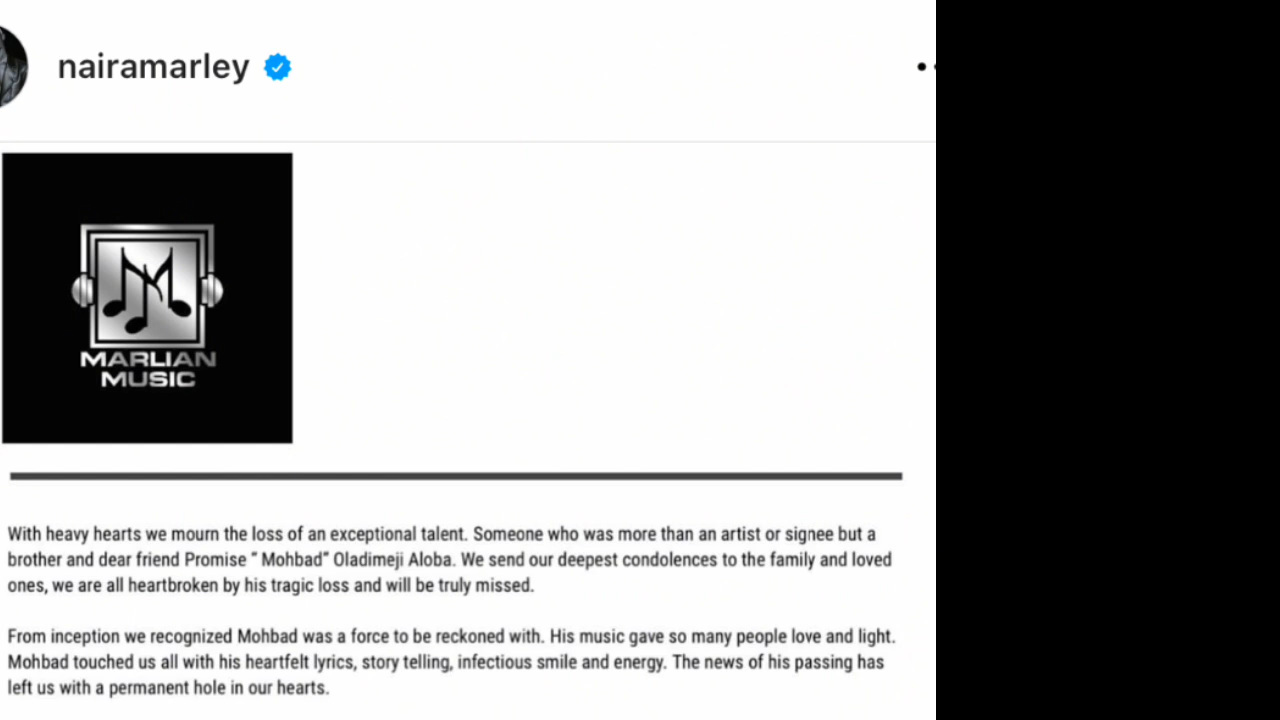 nairamarley
MARLIAN
MUSIC
With heavy hearts we mourn the loss of an exceptional talent. Someone who was more than an artist or signee but a
brother and dear friend Promise “ Mohbad” Oladimeji Aloba. We send our deepest condolences to the family and loved
ones, we are all heartbroken by his tragic loss and will be truly missed.
From inception we recognized Mohbad was a force to be reckoned with. His music gave so many people love and light.
Mohbad touched us all with his heartfelt lyrics, story telling, infectious smile and energy. The news of his passing has
left us with a permanent hole in our hearts.